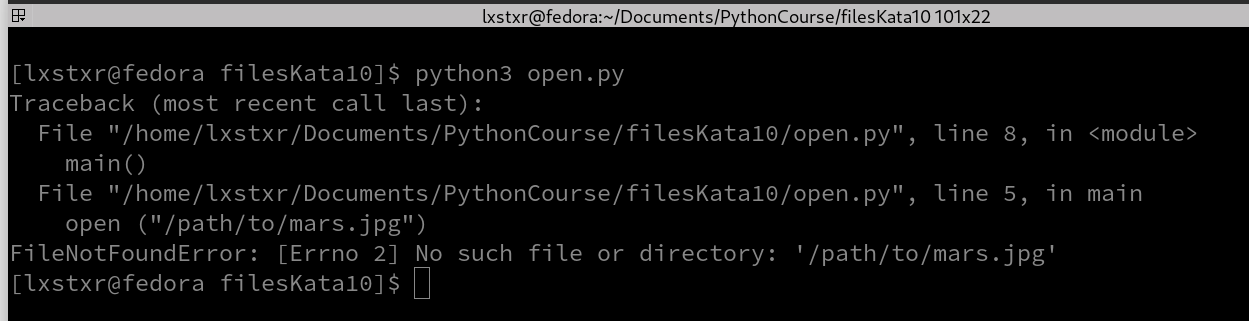 lxstxr@fedora:~/Documents/PythonCourse/filesKata10 101x22
[lxstxr@fedora filesKata10]$ python3 open.py
Traceback (most recent call last):
  File "/home/lxstxr/Documents/PythonCourse/filesKata10/open.py", line 8, in <module>
    main()
  File "/home/lxstxr/Documents/PythonCourse/filesKata10/open.py", line 5, in main
    open ("/path/to/mars.jpg")
FileNotFoundError: [Errno 2] No such file or directory: '/path/to/mars.jpg'
[lxstxr@fedora filesKata10]$